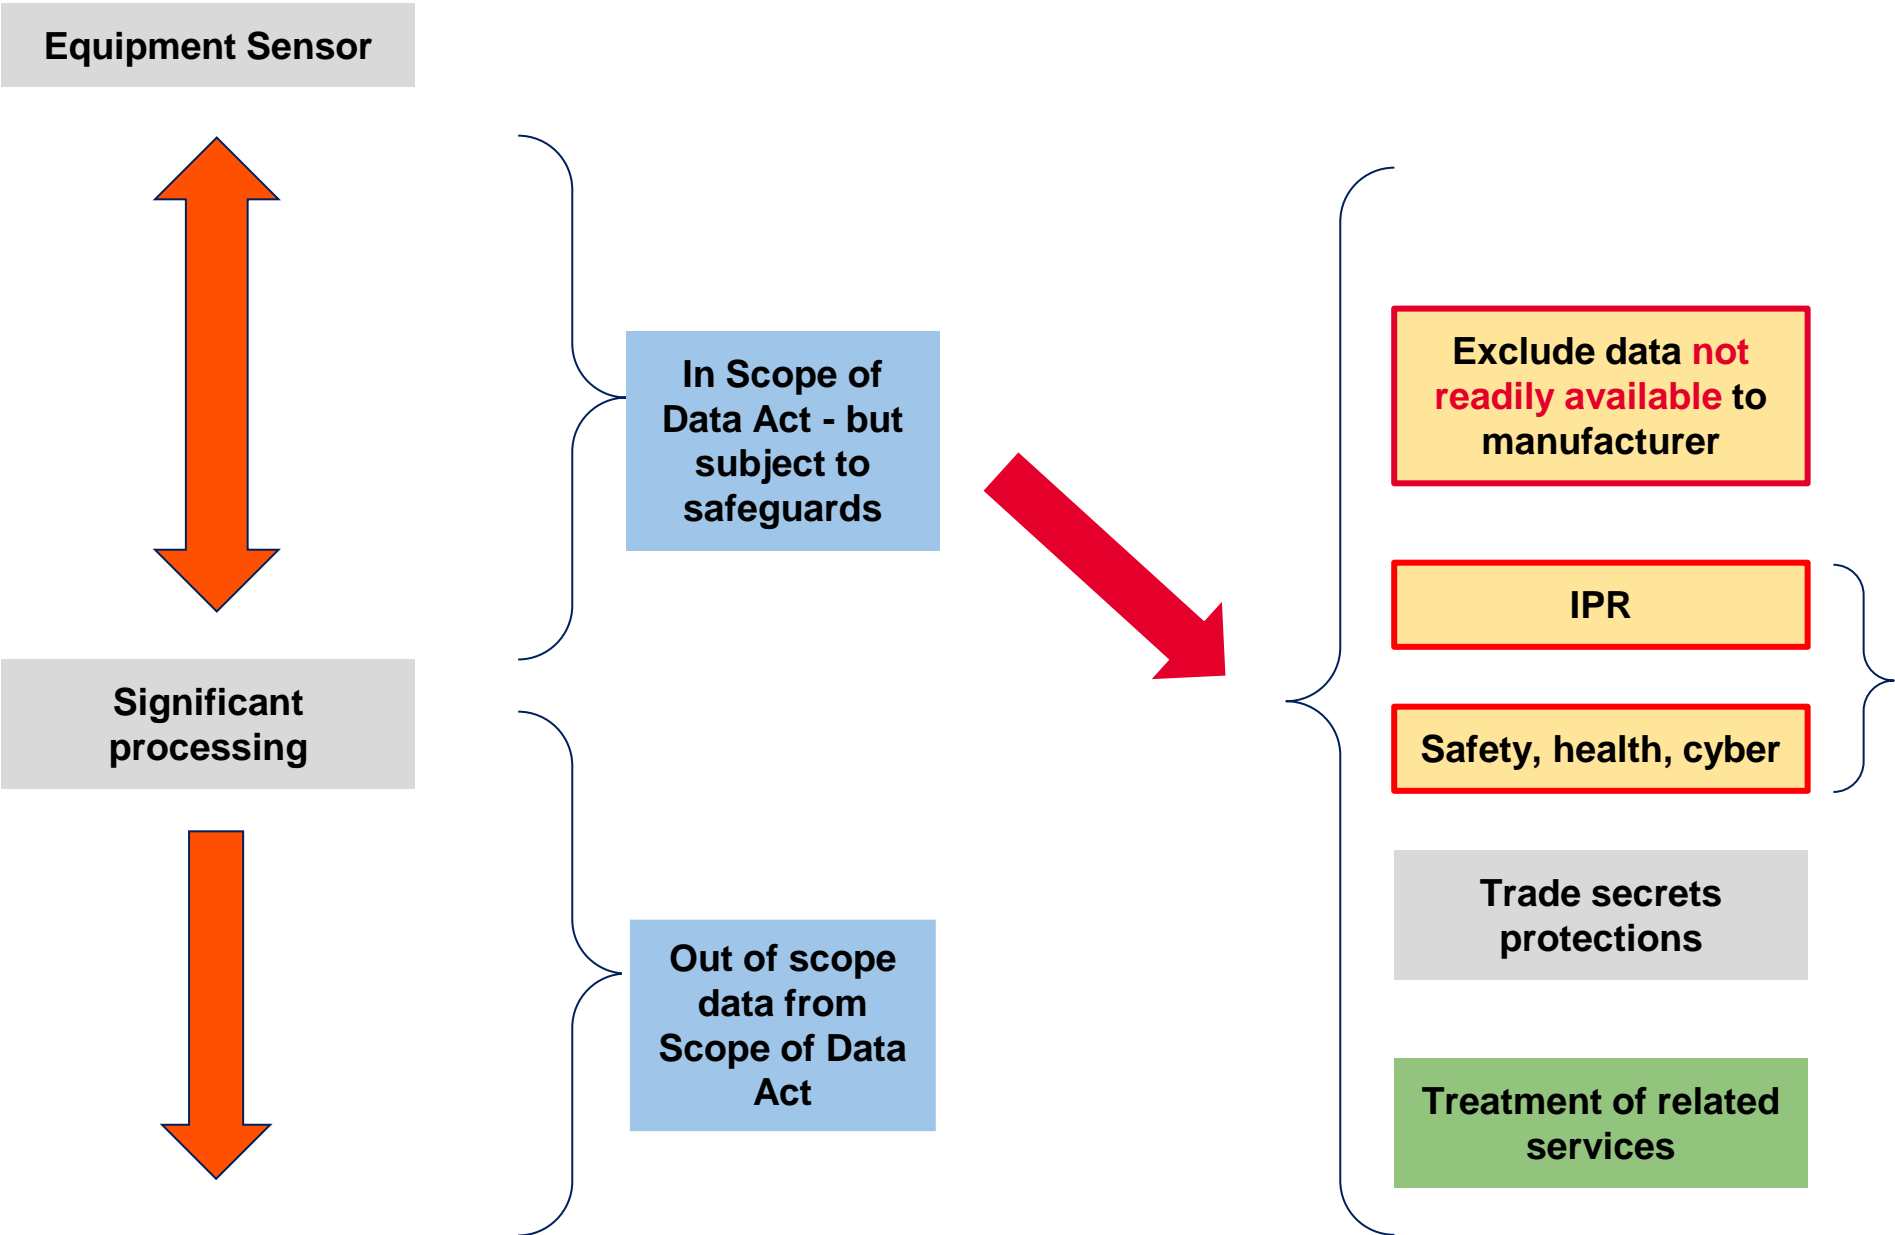 Equipment Sensor
In Scope of
Data Act - but
subject to
safeguards
Significant
processing
Out of scope
data from
Scope of Data
Act
Exclude data not
readily available to
manufacturer
IPR
Safety, health, cyber
Trade secrets
protections
Treatment of related
services